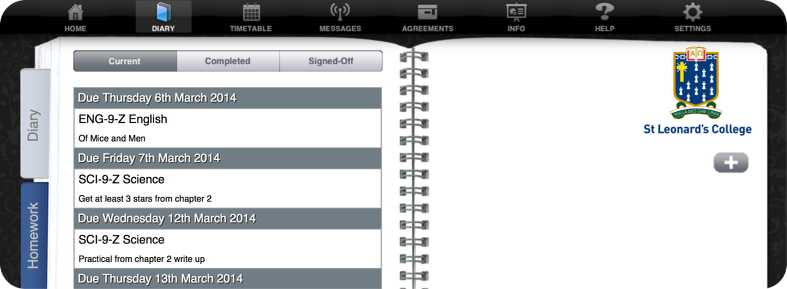 HOME
DIARY
TIMETABLE
MESSAGES
AGREEMENTS
INFO
HELP
SETTINGS
Current
Completed
Signed-Off
Diary
Homework
Due Thursday 6th March 2014
ENG-9-Z English
Of Mice and Men
Due Friday 7th March 2014
SCI-9-Z Science
Get at least 3 stars from chapter 2
Due Wednesday 12th March 2014
SCI-9-Z Science
Practical from chapter 2 write up
Due Thursday 13th March 2014
St Leonard's College